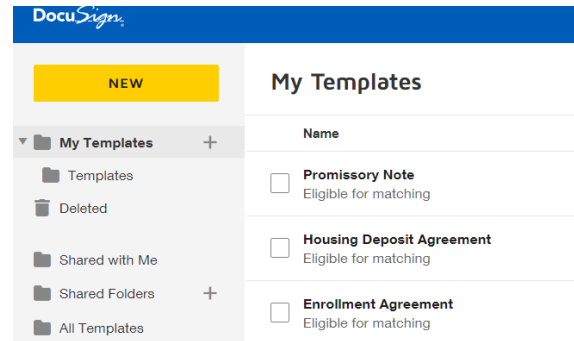 DocuSign
NEW
My Templates
Templates
Deleted
Shared with Me
Shared Folders
All Templates
My Templates
Name
Promissory Note
Eligible for matching
Housing Deposit Agreement
Eligible for matching
Enrollment Agreement
Eligible for matching